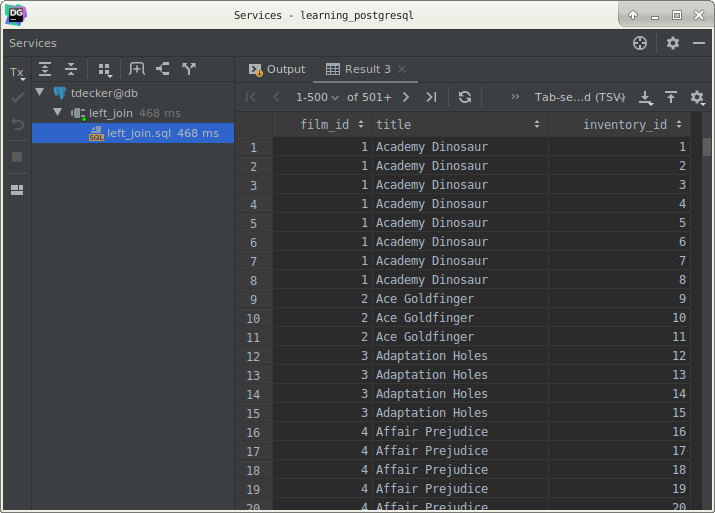 DG
Services - learning_postgresql
Services
Tx
tdecker@db
left_join 468 ms
SQL left_join.sql 468 ms
Output Result 3
1-500 of 501+ Tab-se...d (TSV)
film_id title inventory_id
1 1 Academy Dinosaur 1
2 1 Academy Dinosaur 2
3 1 Academy Dinosaur 3
4 1 Academy Dinosaur 4
5 1 Academy Dinosaur 5
6 1 Academy Dinosaur 6
7 1 Academy Dinosaur 7
8 1 Academy Dinosaur 8
9 2 Ace Goldfinger 9
10 2 Ace Goldfinger 10
11 2 Ace Goldfinger 11
12 3 Adaptation Holes 12
13 3 Adaptation Holes 13
14 3 Adaptation Holes 14
15 3 Adaptation Holes 15
16 4 Affair Prejudice 16
17 4 Affair Prejudice 17
18 4 Affair Prejudice 18
19 4 Affair Prejudice 19
20 4 Affair Prejudice 20